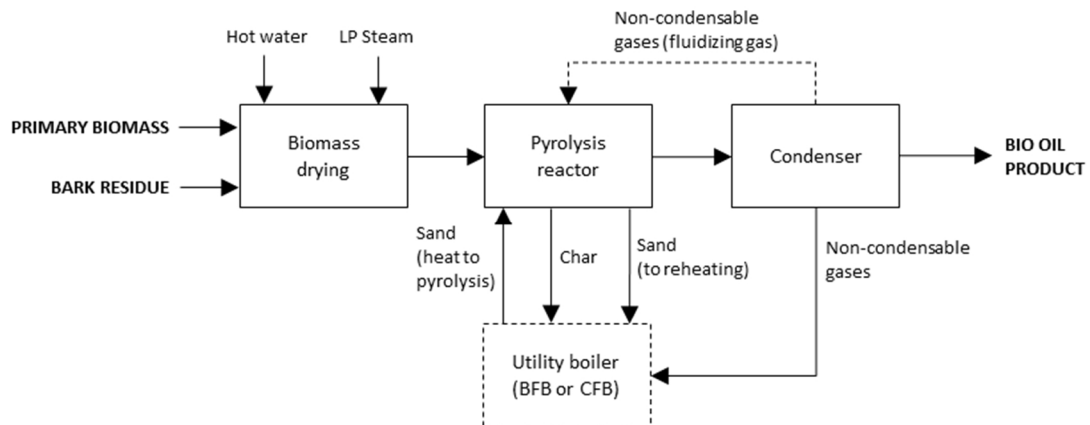 Non-condensable
gases (fluidizing gas)
Hot water
LP Steam
PRIMARY BIOMASS
BARK RESIDUE
Biomass
drying
Pyrolysis
reactor
Condenser
BIO OIL
PRODUCT
Sand
(heat to
pyrolysis)
Char
Sand
(to reheating)
Non-condensable
gases
Utility boiler
(BFB or CFB)